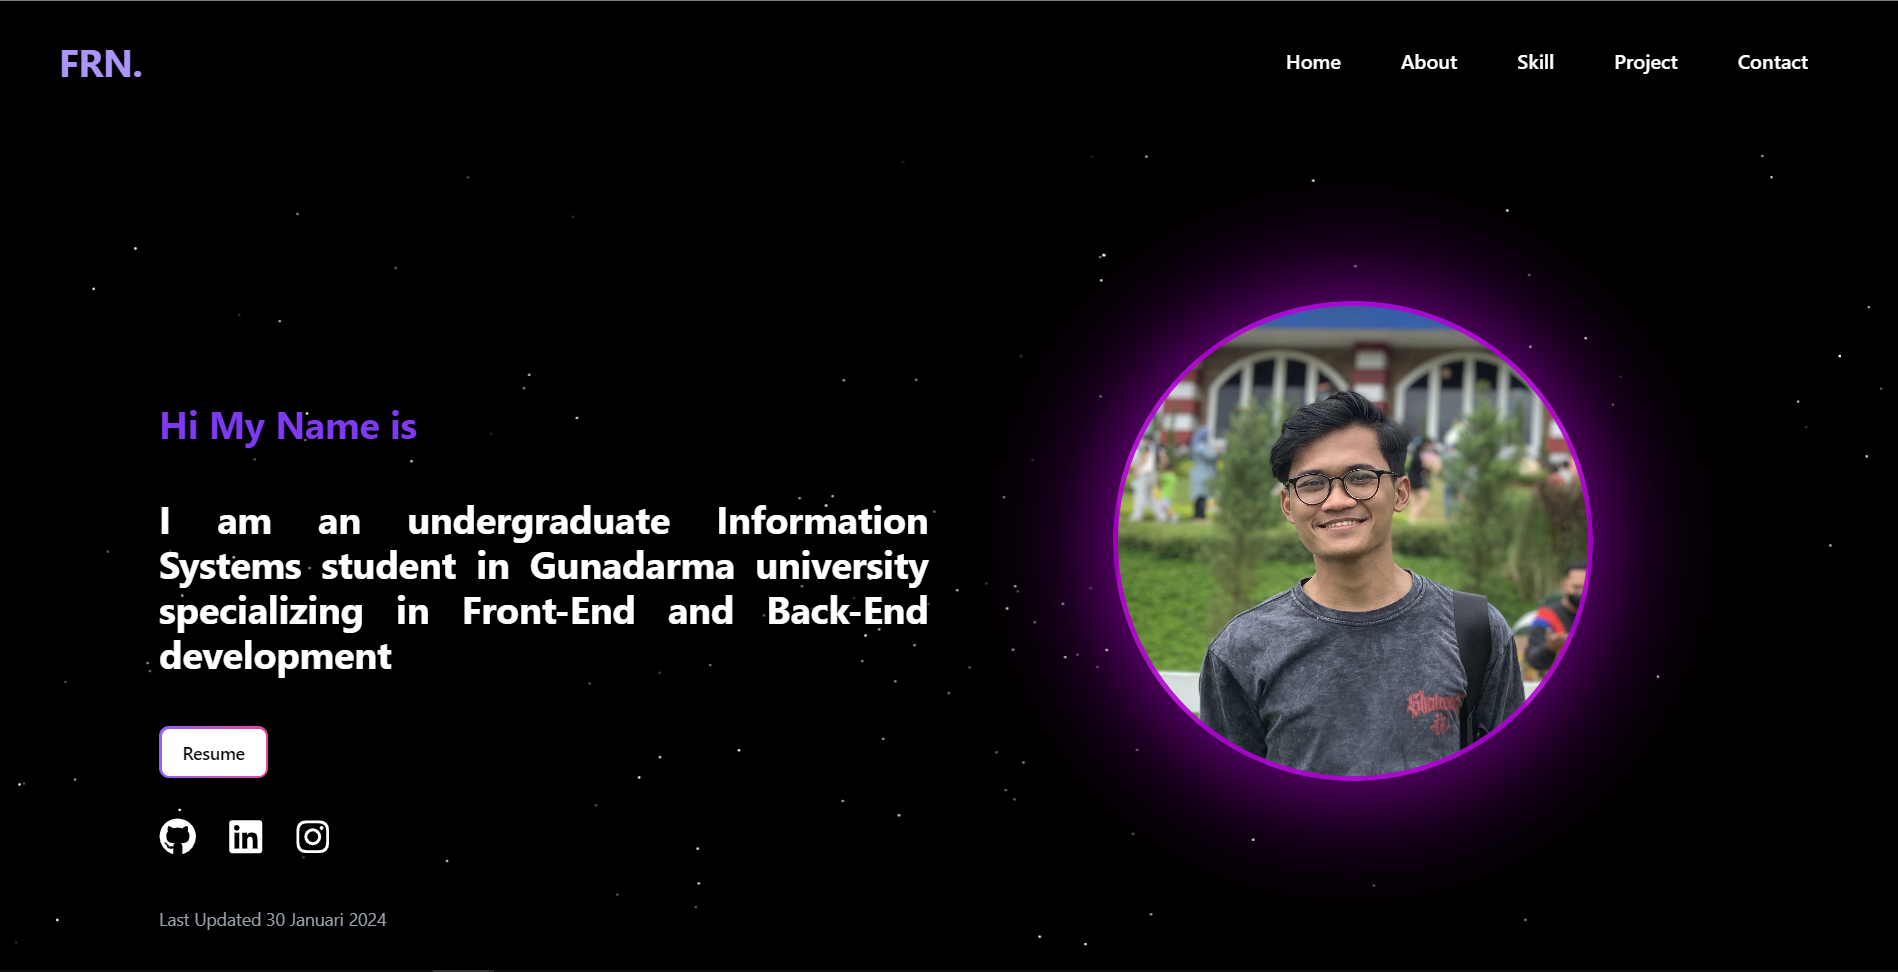 FRN.
Home About Skill Project Contact
Hi My Name is
I am an undergraduate Information
Systems student in Gunadarma university
specializing in Front-End and Back-End
development
Resume
in
Last Updated 30 Januari 2024